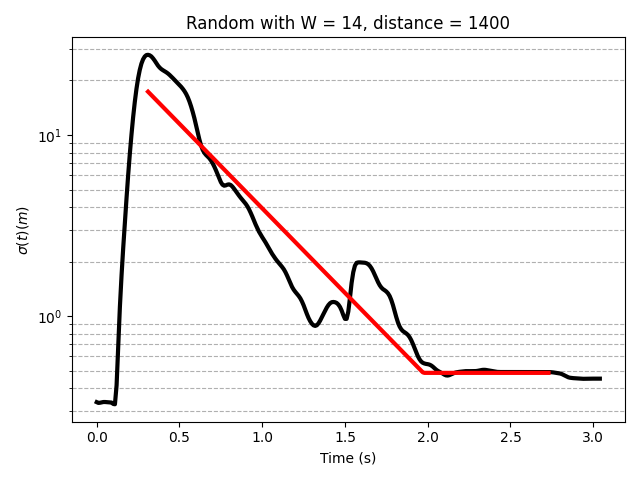 Random with W = 14, distance = 1400
σ(t)(m)
10¹
10⁰
0.0 0.5 1.0 1.5 2.0 2.5 3.0
Time (s)